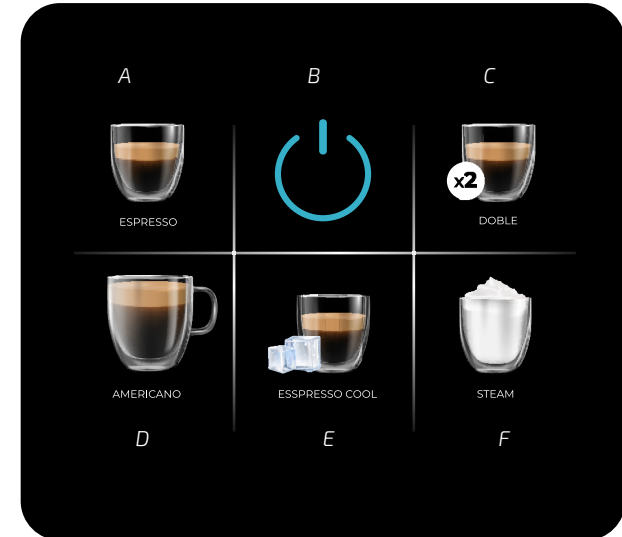 A B C
x2
ESPRESSO DOBLE
AMERICANO ESSPRESSO COOL STEAM
D E F